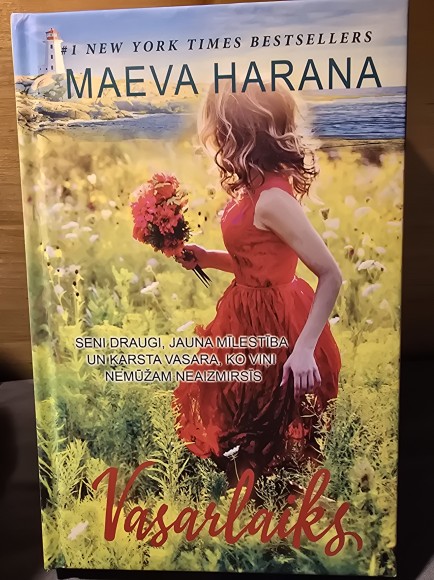 #1 NEW YORK TIMES BESTSELLERS
MAEVA HARANA
SENI DRAUGI, JAUNA MĪLESTĪBA
UN KARSTA VASARA, KO VIŅI
NEMŪŽAM NEAIZMIRSĪS
Vasarlaiks